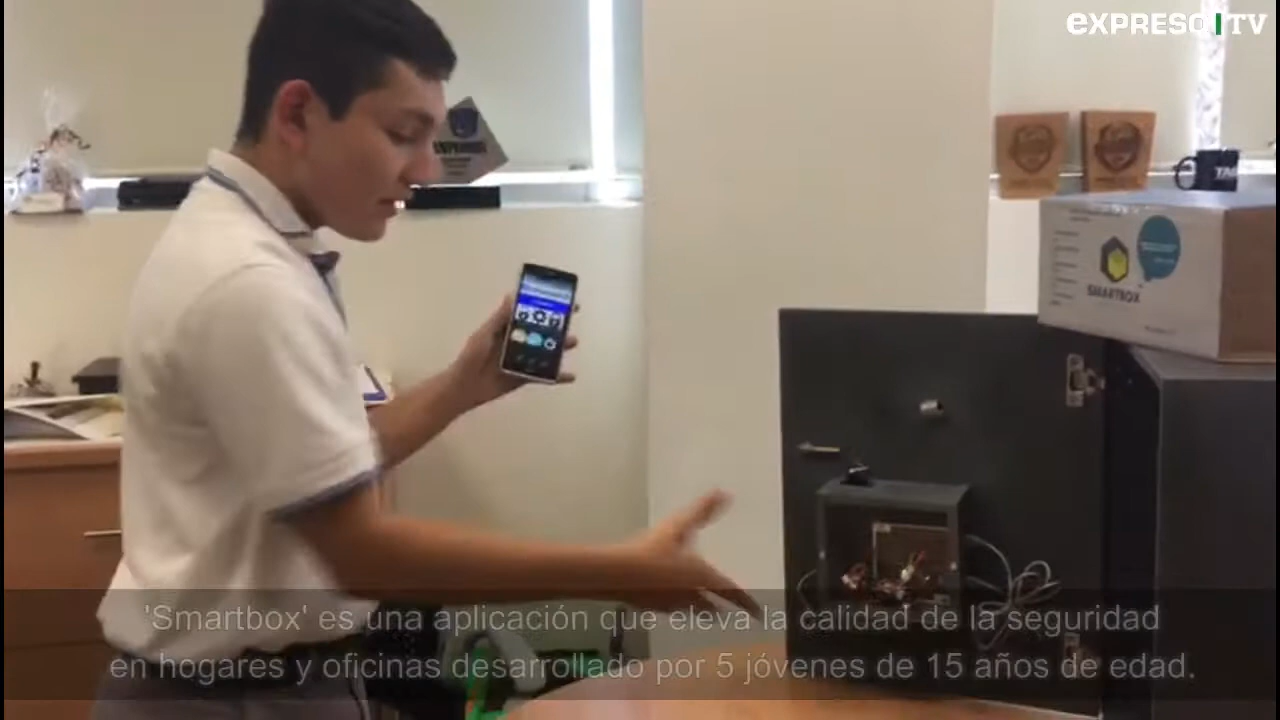 EXPRESO TV
SMARTBOX
'Smartbox' es una aplicación que eleva la calidad de la seguridad
en hogares y oficinas desarrollado por 5 jóvenes de 15 años de edad.